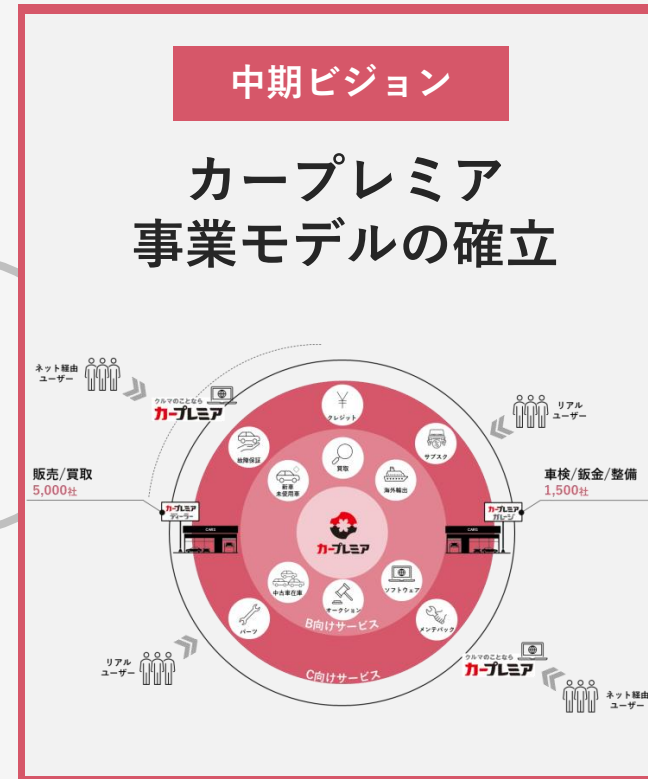 中期ビジョン
カープレミア
事業モデルの確立
ネット経由
ユーザー
クルマのことなら
カープレミア
クレジット
リアル
ユーザー
故障保証
サブスク
買取
新車
未使用車
海外輸出
販売/買取
5,000社
車検/鈑金/整備
1,500社
カープレミア
ディーラー
カープレミア
ガレージ
CARS
CARS
カープレミア
中古車在庫
オークション
ソフトウェア
パーツ
メンテパック
B向けサービス
C向けサービス
リアル
ユーザー
クルマのことなら
カープレミア
ネット経由
ユーザー